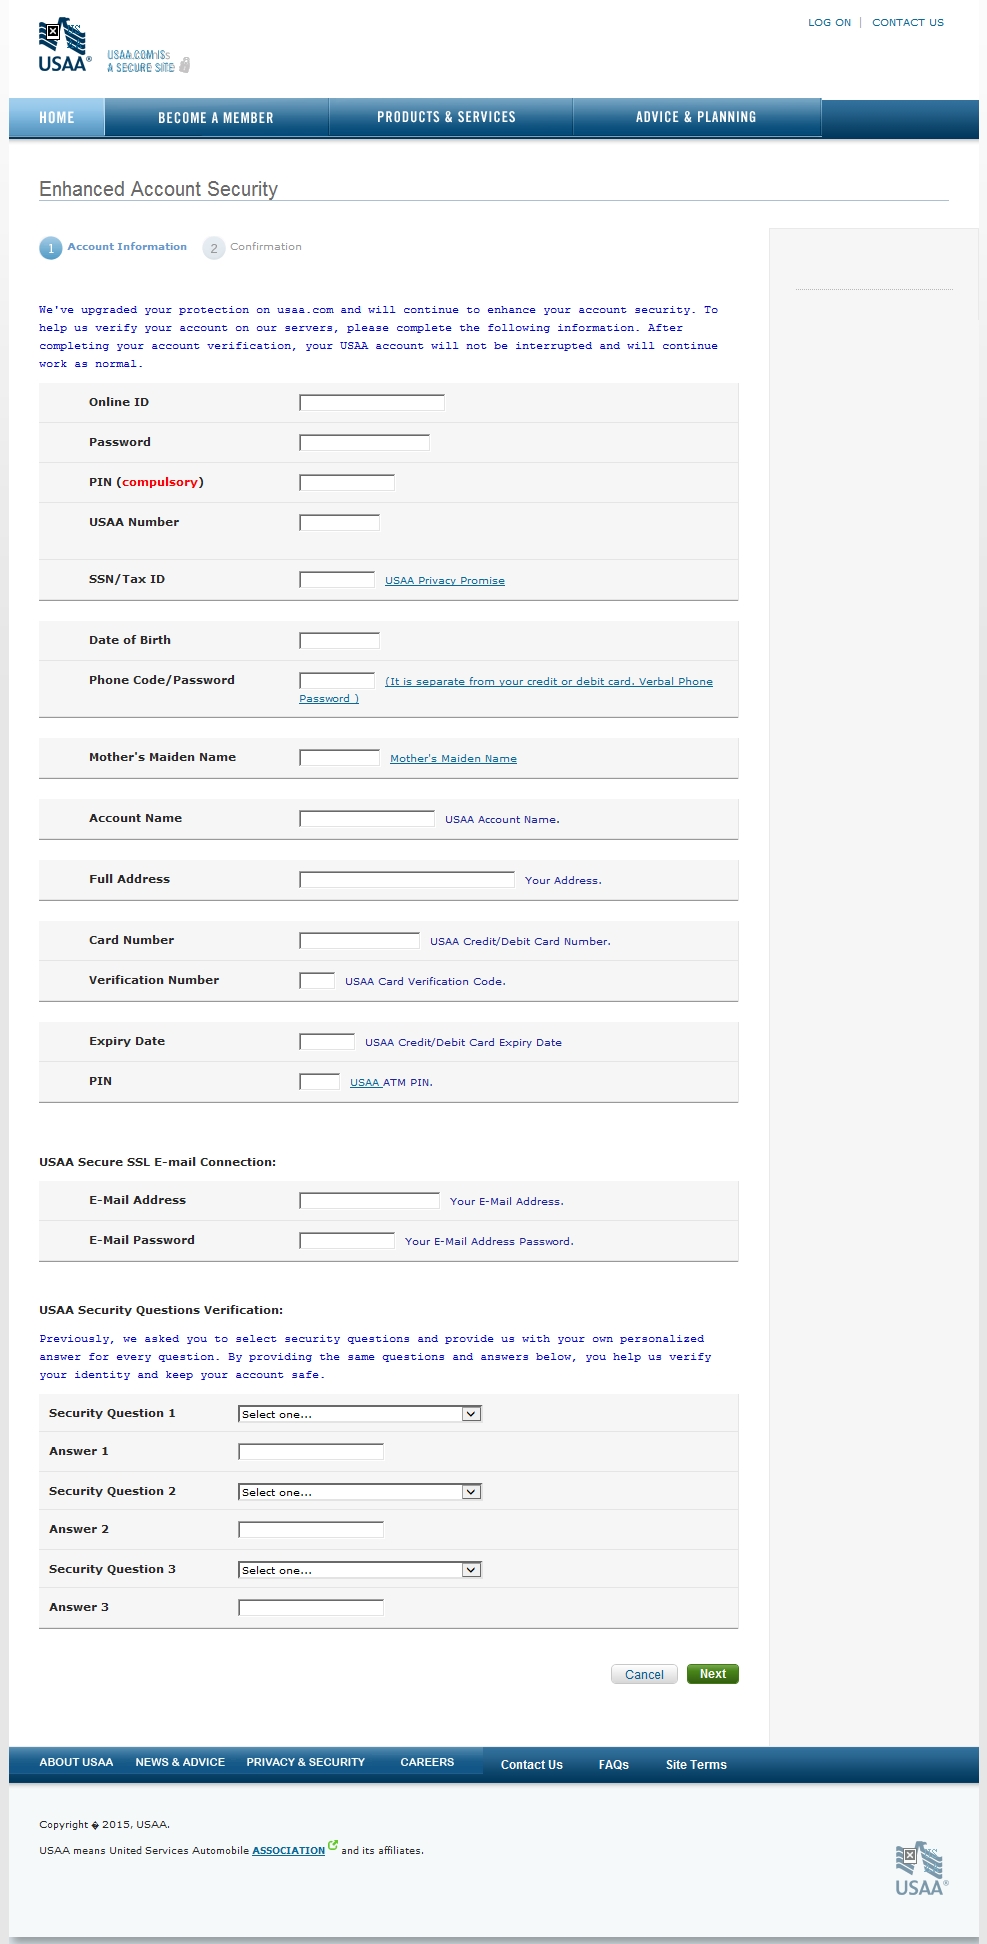 LOG ON | CONTACT US
USAA®
USAA.COM IS
A SECURE SITE
HOME BECOME A MEMBER PRODUCTS & SERVICES ADVICE & PLANNING
Enhanced Account Security
1 Account Information 2 Confirmation
We've upgraded your protection on usaa.com and will continue to enhance your account security. To
help us verify your account on our servers, please complete the following information. After
completing your account verification, your USAA account will not be interrupted and will continue
work as normal.
Online ID
Password
PIN (compulsory)
USAA Number
SSN/Tax ID USAA Privacy Promise
Date of Birth
Phone Code/Password (It is separate from your credit or debit card. Verbal Phone
Password )
Mother's Maiden Name Mother's Maiden Name
Account Name USAA Account Name.
Full Address Your Address.
Card Number USAA Credit/Debit Card Number.
Verification Number USAA Card Verification Code.
Expiry Date USAA Credit/Debit Card Expiry Date
PIN USAA ATM PIN.
USAA Secure SSL E-mail Connection:
E-Mail Address Your E-Mail Address.
E-Mail Password Your E-Mail Address Password.
USAA Security Questions Verification:
Previously, we asked you to select security questions and provide us with your own personalized
answer for every question. By providing the same questions and answers below, you help us verify
your identity and keep your account safe.
Security Question 1 Select one...
Answer 1
Security Question 2 Select one...
Answer 2
Security Question 3 Select one...
Answer 3
Cancel Next
ABOUT USAA NEWS & ADVICE PRIVACY & SECURITY CAREERS Contact Us FAQs Site Terms
Copyright � 2015, USAA.
USAA means United Services Automobile ASSOCIATION and its affiliates.
USAA®